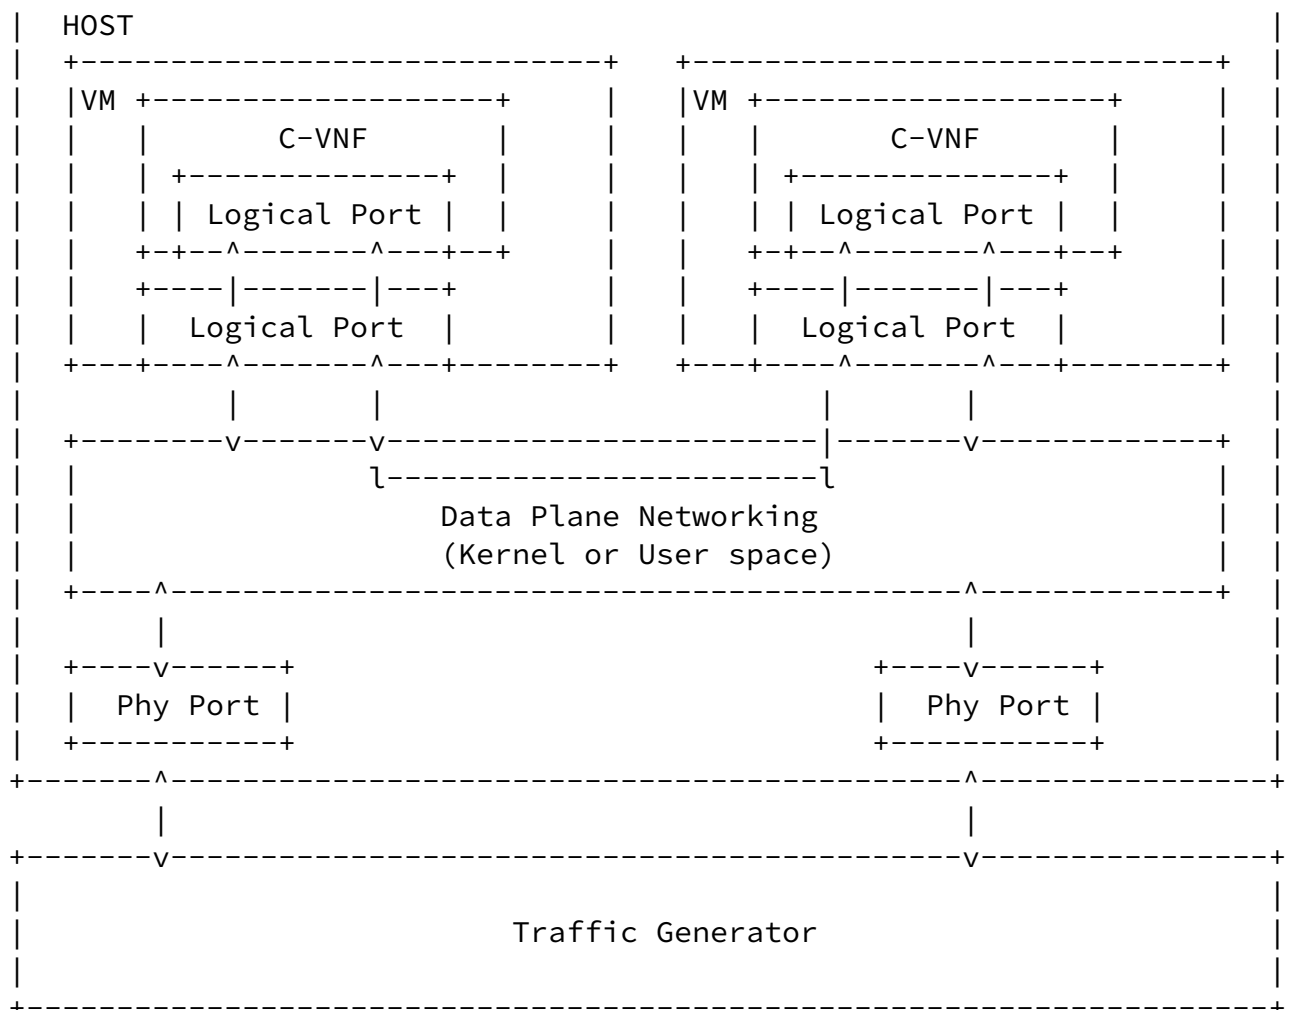 HOST
VM VM
C-VNF C-VNF
Logical Port Logical Port
Logical Port Logical Port
Data Plane Networking
(Kernel or User space)
Phy Port Phy Port
Traffic Generator